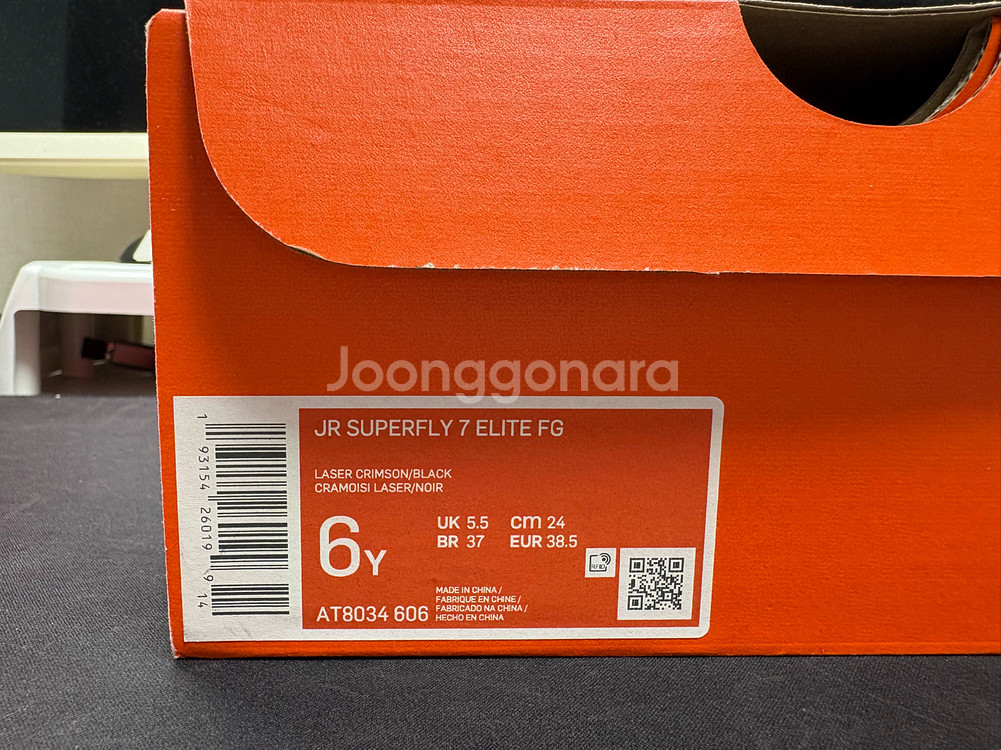 Joonggonara
JR SUPERFLY 7 ELITE FG
LASER CRIMSON/BLACK
CRAMOISI LASER/NOIR
6Y
UK 5.5 cm 24
BR 37 EUR 38.5
AT8034 606
MADE IN CHINA /
FABRIQUE EN CHINE /
FABRICADO NA CHINA /
HECHO EN CHINA
RFID
1 93154 26019 9 14